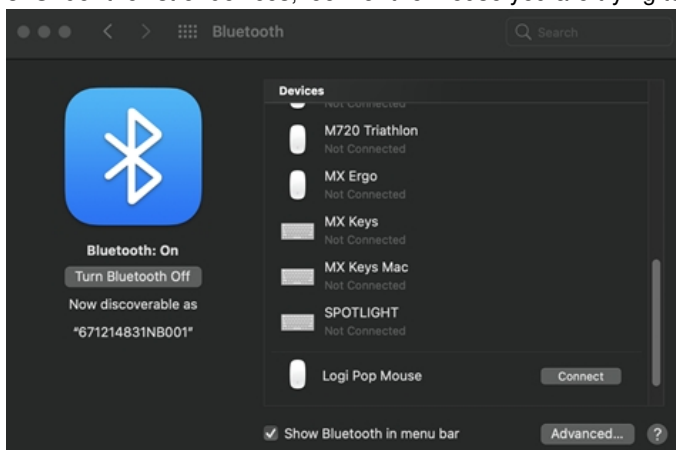 Bluetooth
Search
Devices
Not Connected
M720 Triathlon
Not Connected
MX Ergo
Not Connected
MX Keys
Not Connected
MX Keys Mac
Not Connected
SPOTLIGHT
Not Connected
Logi Pop Mouse
Connect
Bluetooth: On
Turn Bluetooth Off
Now discoverable as
“671214831NB001”
Show Bluetooth in menu bar
Advanced...
?